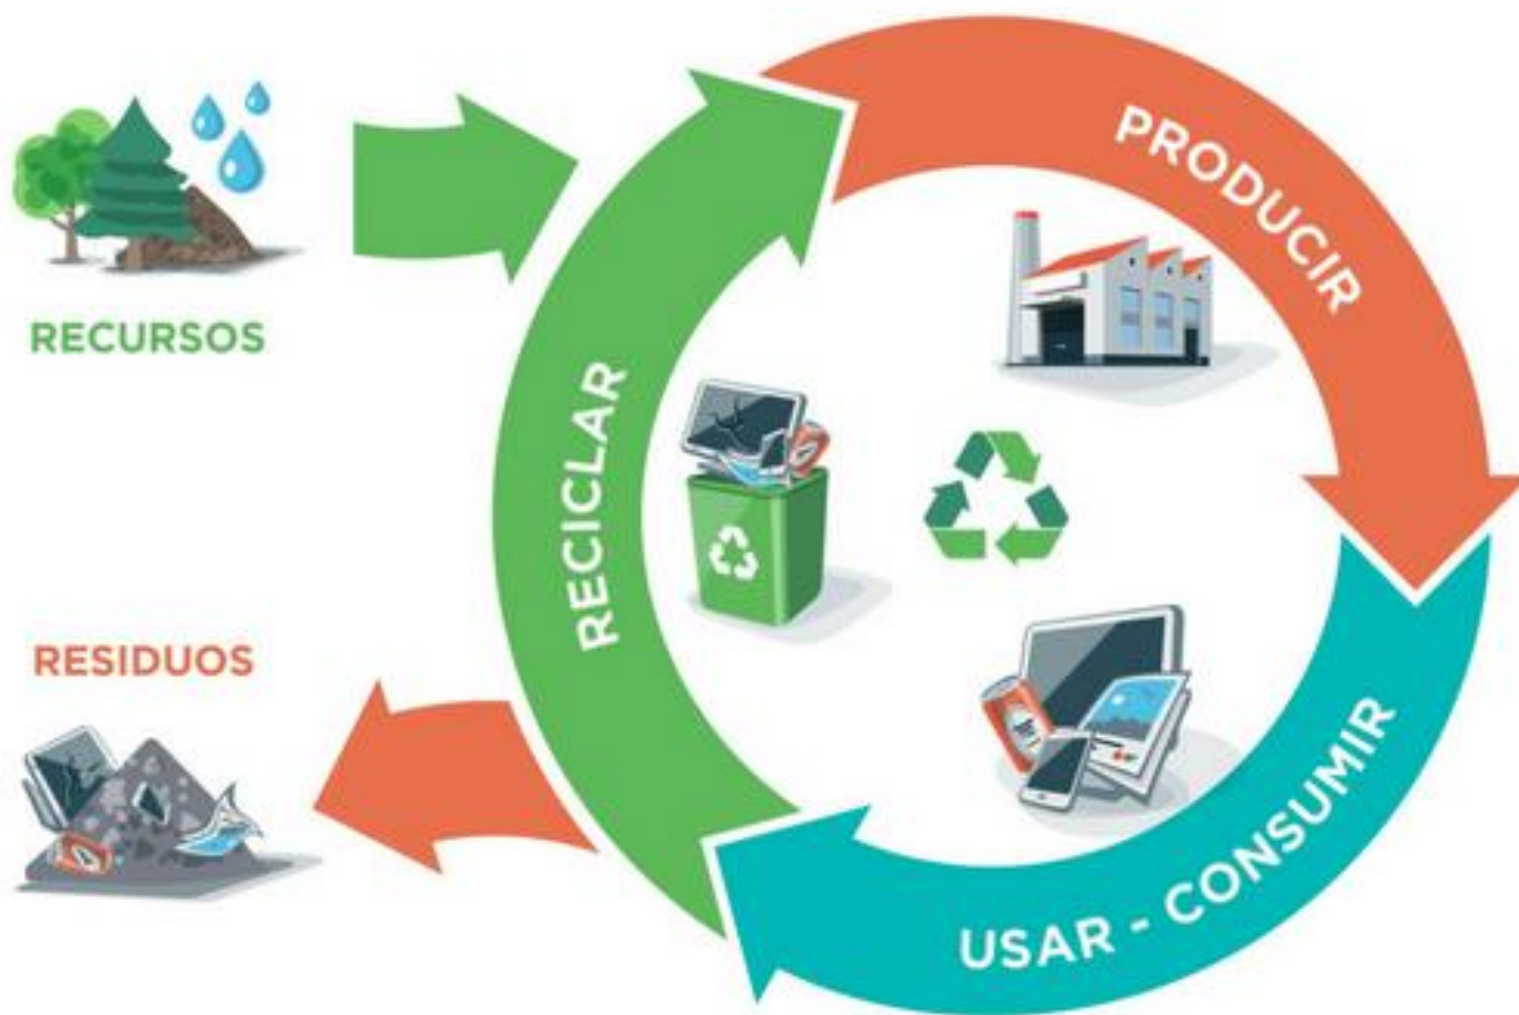 RECURSOS
PRODUCIR
RECICLAR
RESIDUOS
USAR - CONSUMIR